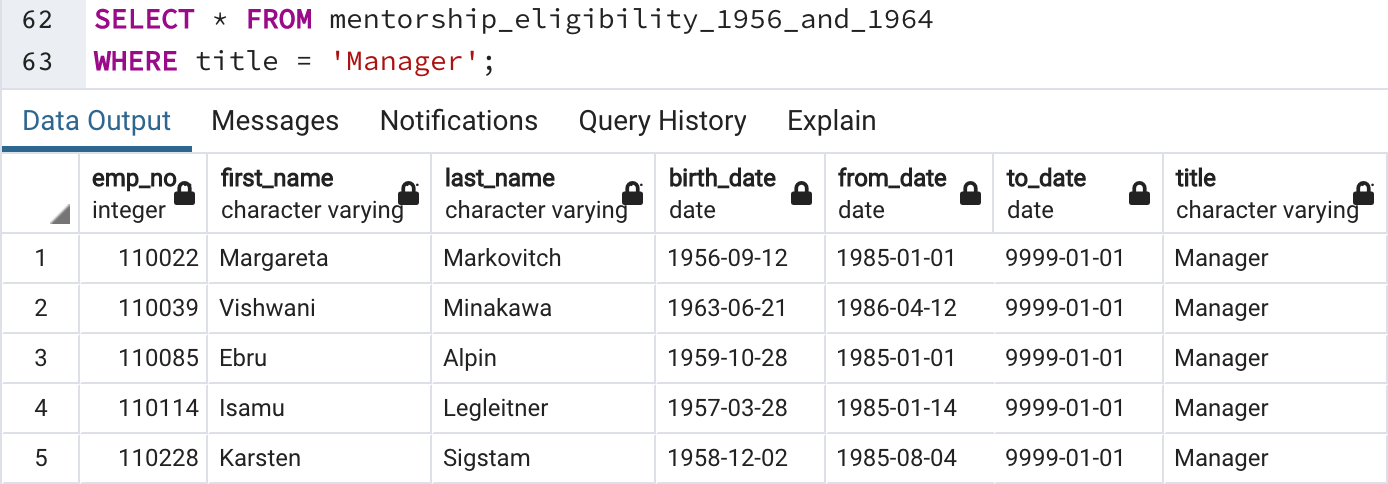 62 SELECT * FROM mentorship_eligibility_1956_and_1964
63 WHERE title = 'Manager';
Data Output Messages Notifications Query History Explain
emp_no first_name last_name birth_date from_date to_date title
integer character varying character varying date date date character varying
1 110022 Margareta Markovitch 1956-09-12 1985-01-01 9999-01-01 Manager
2 110039 Vishwani Minakawa 1963-06-21 1986-04-12 9999-01-01 Manager
3 110085 Ebru Alpin 1959-10-28 1985-01-01 9999-01-01 Manager
4 110114 Isamu Legleitner 1957-03-28 1985-01-14 9999-01-01 Manager
5 110228 Karsten Sigstam 1958-12-02 1985-08-04 9999-01-01 Manager